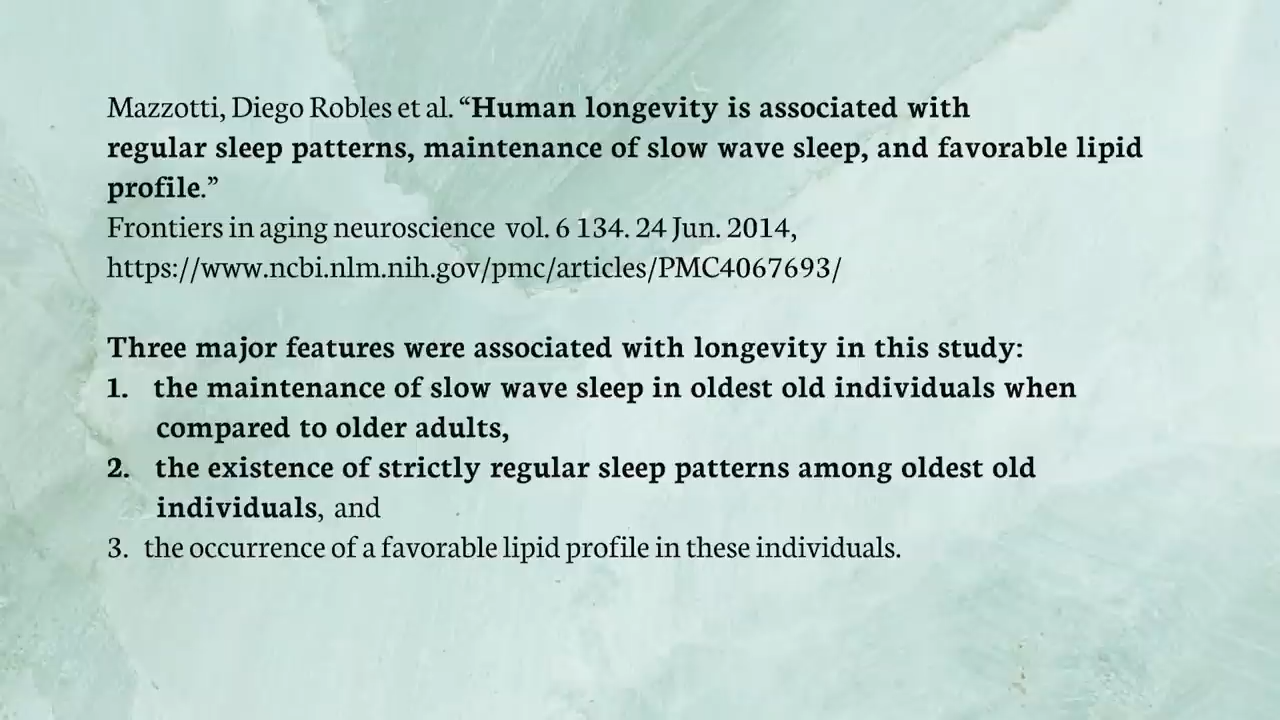 Mazzotti, Diego Robles et al. “Human longevity is associated with
regular sleep patterns, maintenance of slow wave sleep, and favorable lipid
profile.”
Frontiers in aging neuroscience vol. 6 134. 24 Jun. 2014,
https://www.ncbi.nlm.nih.gov/pmc/articles/PMC4067693/
Three major features were associated with longevity in this study:
1. the maintenance of slow wave sleep in oldest old individuals when
compared to older adults,
2. the existence of strictly regular sleep patterns among oldest old
individuals, and
3. the occurrence of a favorable lipid profile in these individuals.